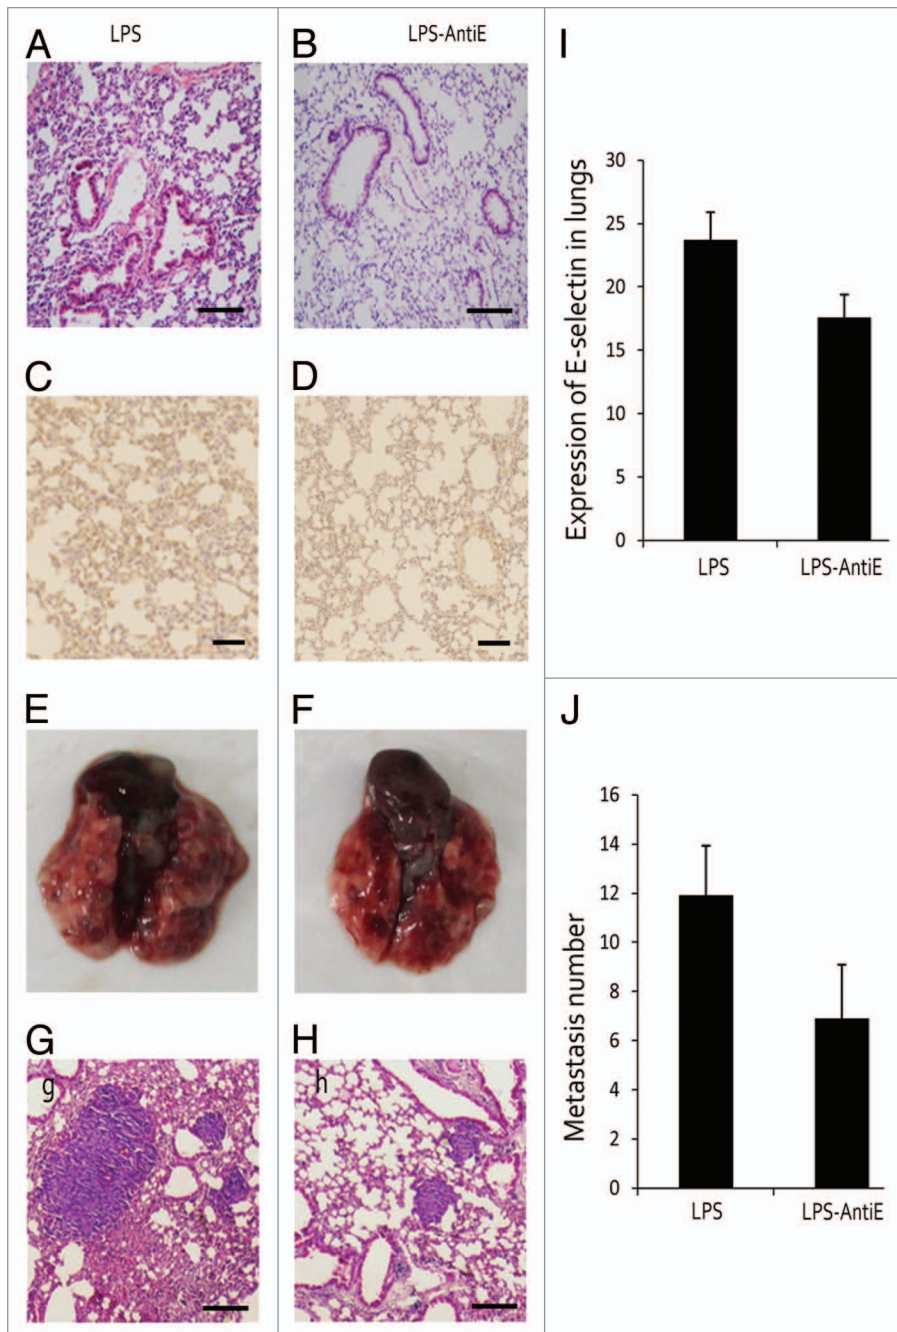 A
LPS
B
LPS-AntiE
C
D
E
F
G
g
H
h
I
Expression of E-selectin in lungs
30
25
20
15
10
5
0
LPS
LPS-AntiE
J
Metastasis number
16
14
12
10
8
6
4
2
0
LPS
LPS-AntiE